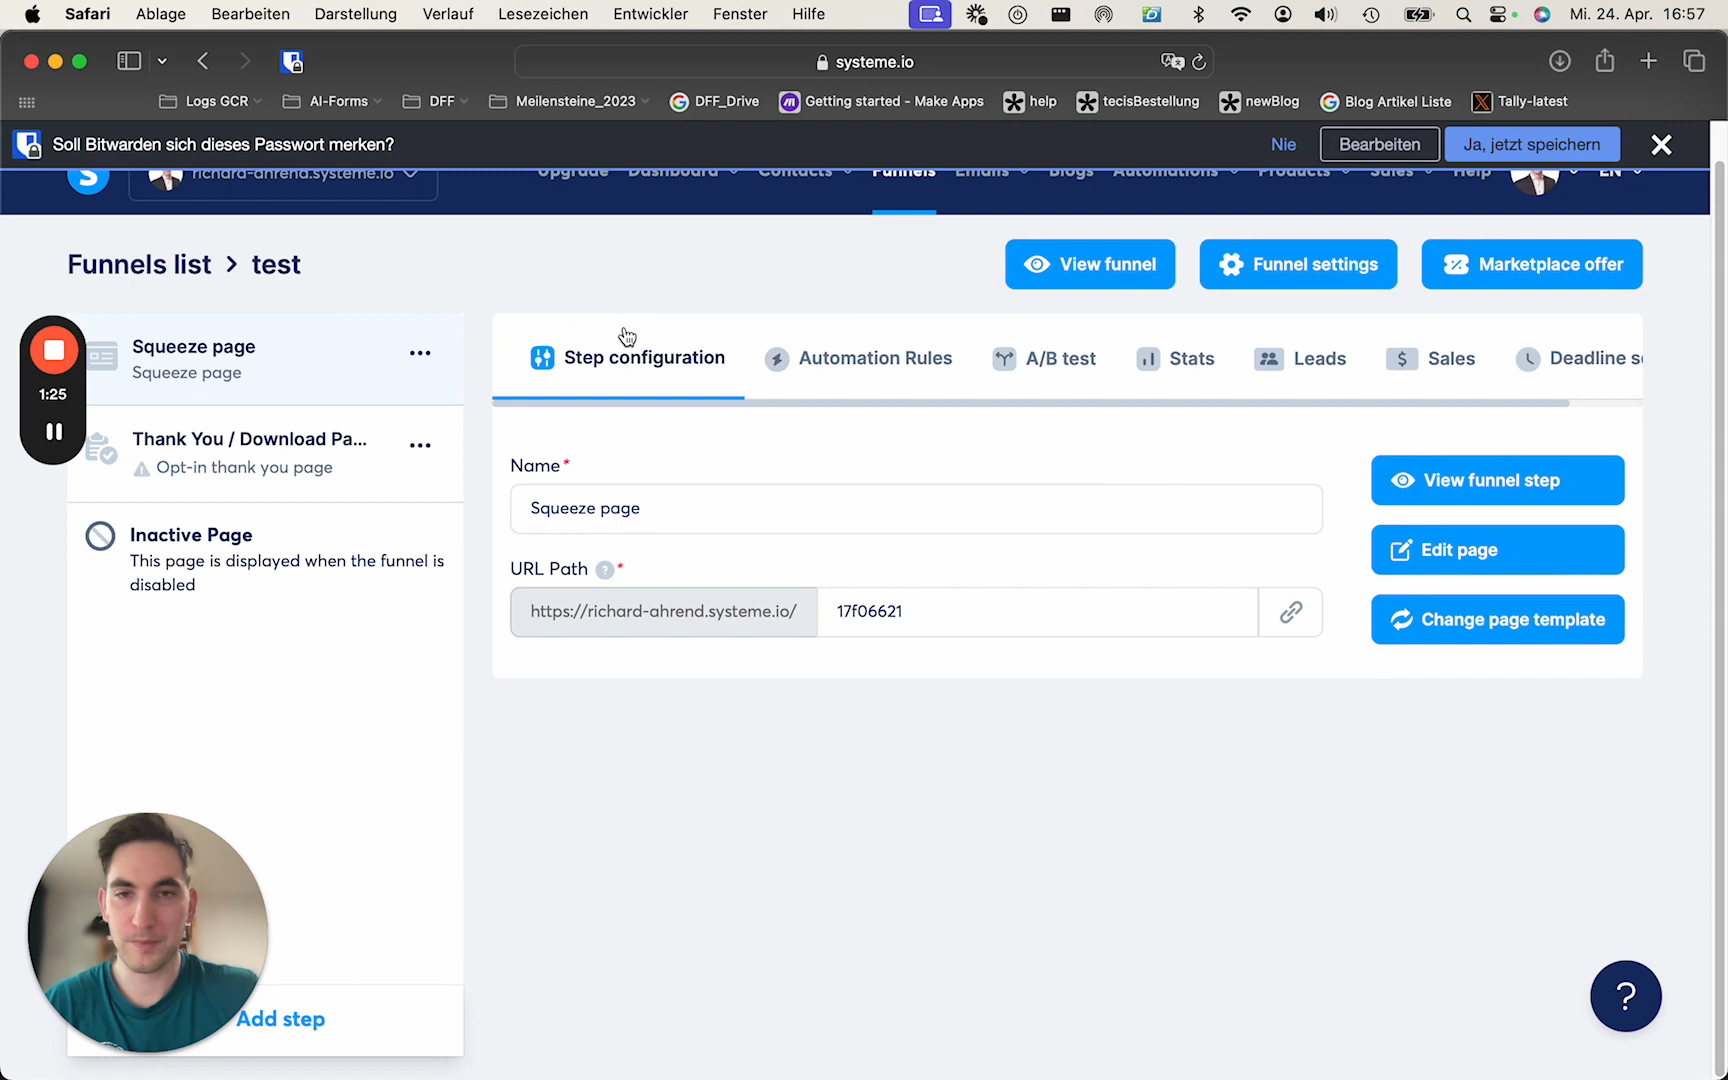 Safari Ablage Bearbeiten Darstellung Verlauf Lesezeichen Entwickler Fenster Hilfe Mi. 24. Apr. 16:57
systeme.io
Logs GCR AI-Forms DFF Meilensteine_2023 DFF_Drive Getting started - Make Apps help tecisBestellung newBlog Blog Artikel Liste Tally-latest
Soll Bitwarden sich dieses Passwort merken? Nie Bearbeiten Ja, jetzt speichern
richard-ahrend.systeme.io Upgrade Dashboard Contacts Funnels Emails Blogs Automations Products Sales Help EN
Funnels list > test
View funnel Funnel settings Marketplace offer
Squeeze page
Squeeze page
1:25
Thank You / Download Pa...
Opt-in thank you page
Inactive Page
This page is displayed when the funnel is
disabled
Add step
Step configuration Automation Rules A/B test Stats Leads Sales Deadline s
Name*
Squeeze page
URL Path ? *
https://richard-ahrend.systeme.io/ 17f06621
View funnel step
Edit page
Change page template
?